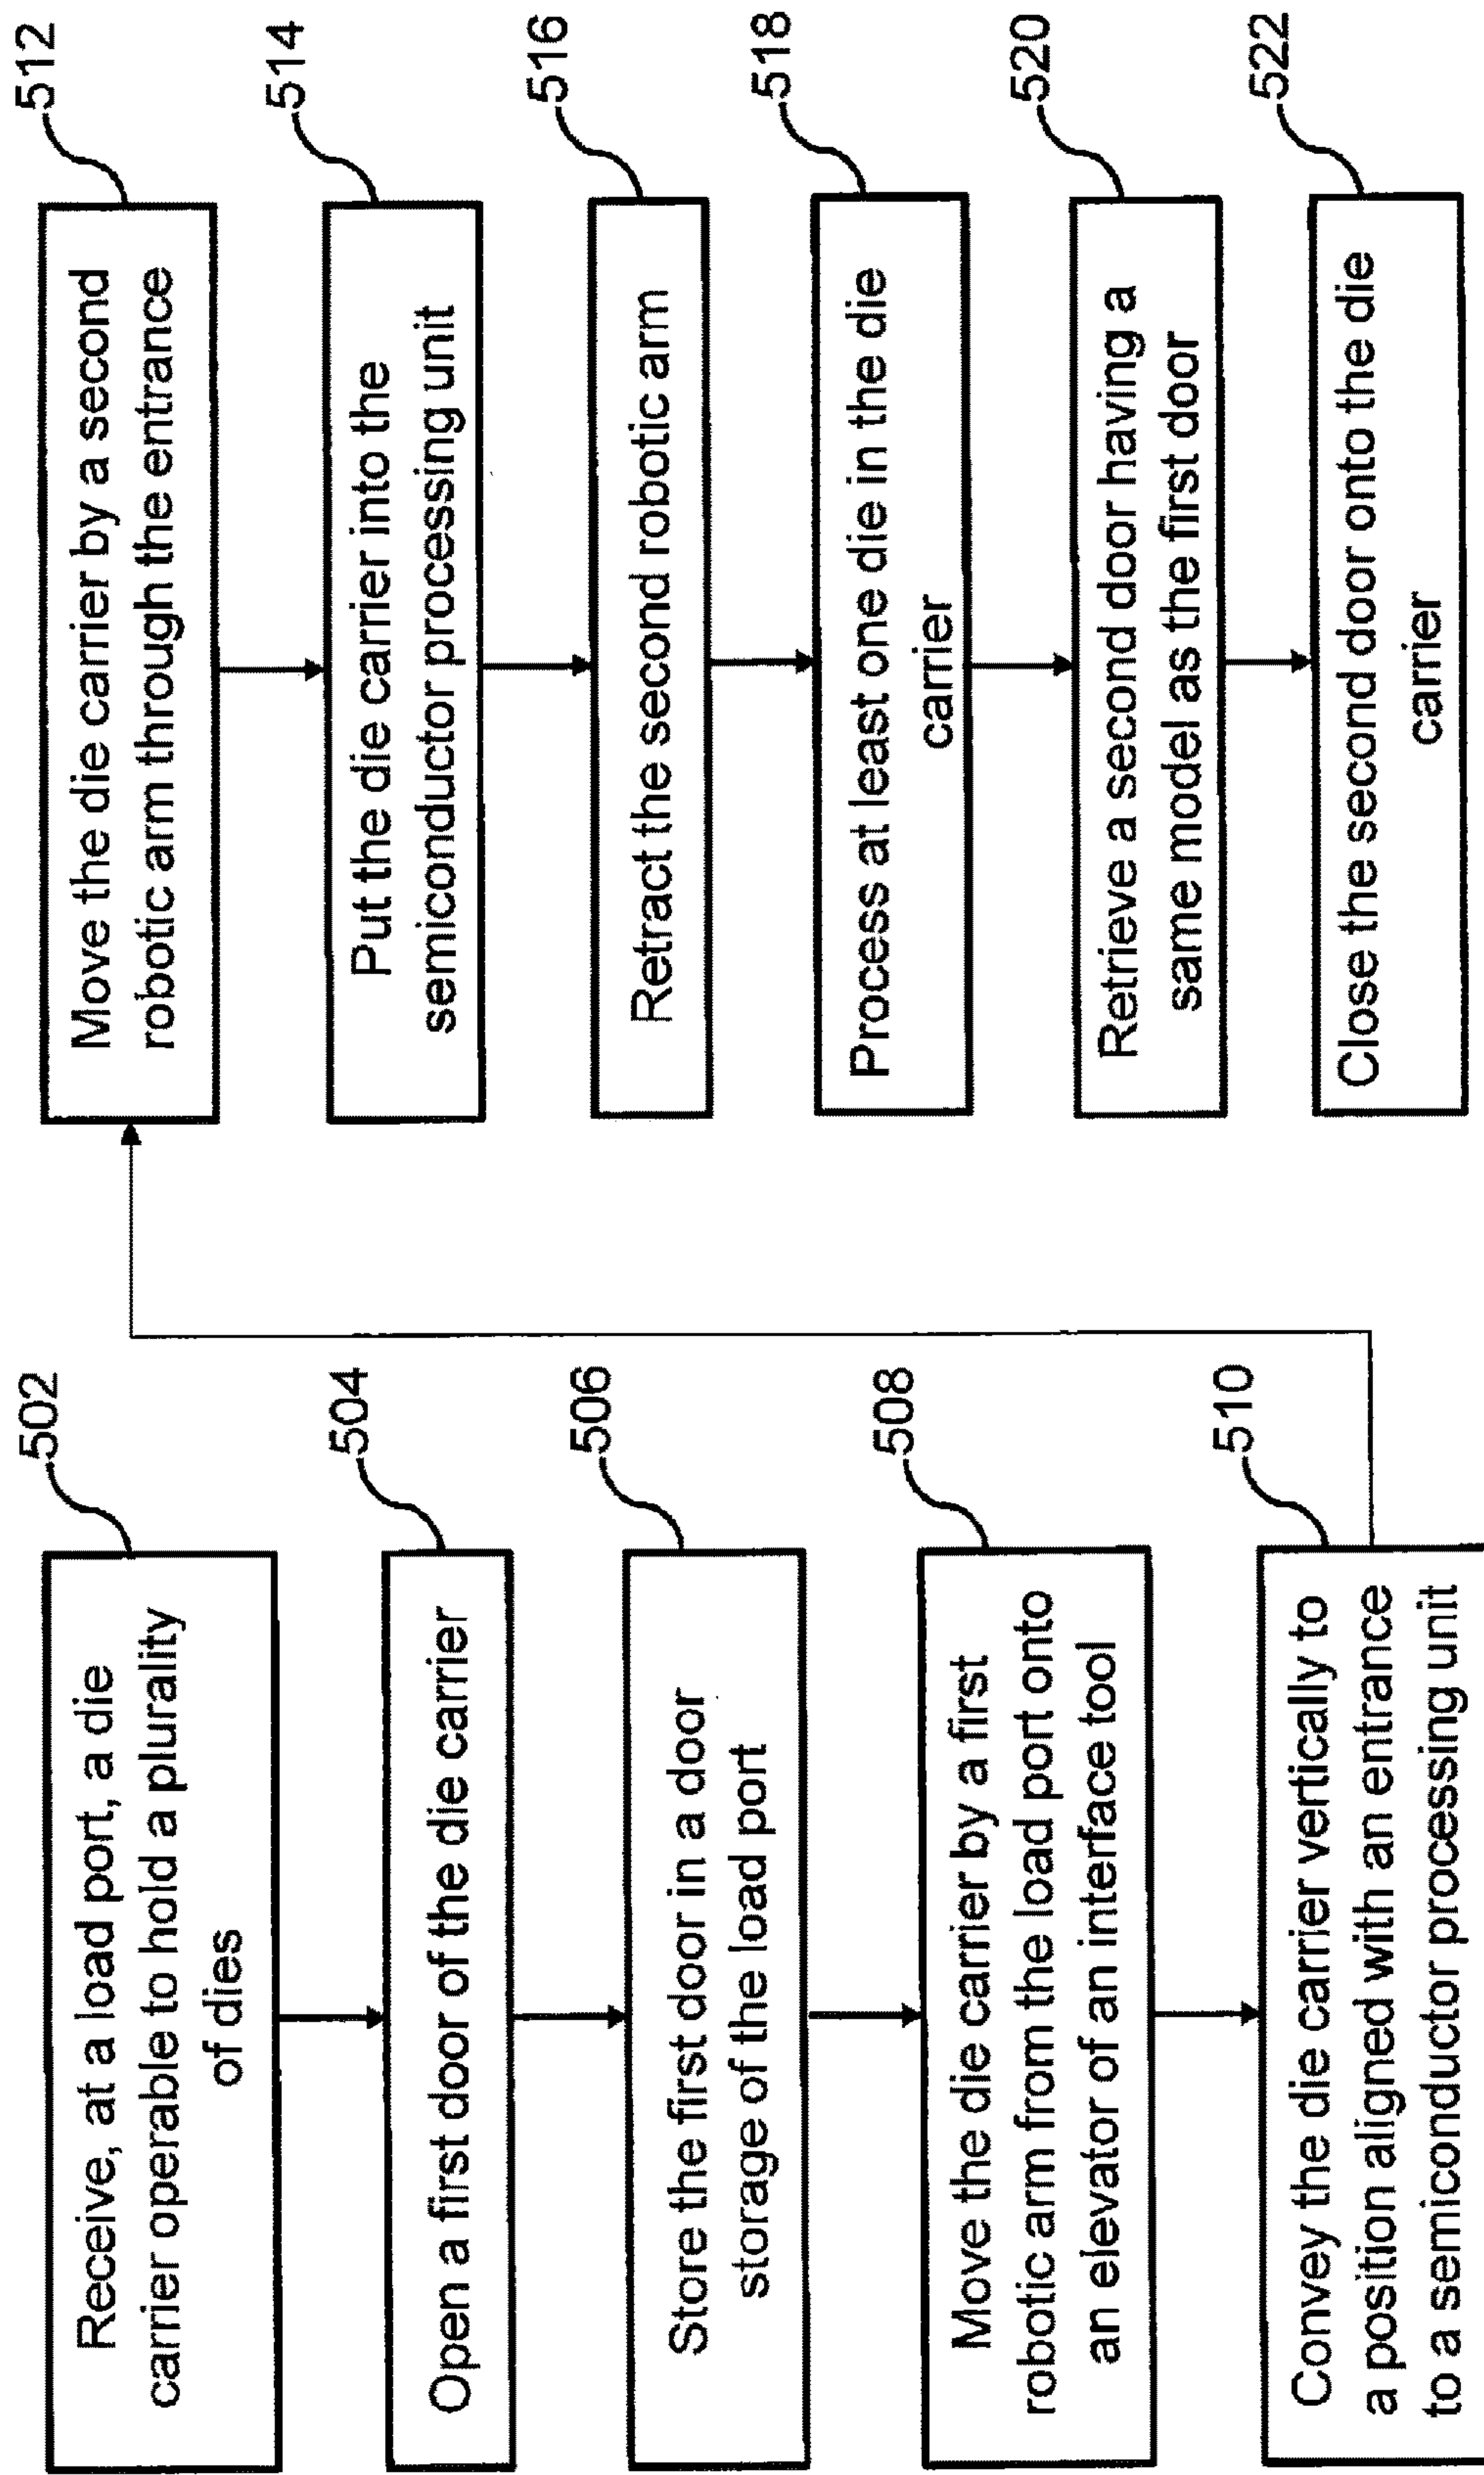 502
Receive, at a load port, a die
carrier operable to hold a plurality
of dies
504
Open a first door of the die carrier
506
Store the first door in a door
storage of the load port
508
Move the die carrier by a first
robotic arm from the load port onto
an elevator of an interface tool
510
Convey the die carrier vertically to
a position aligned with an entrance
to a semiconductor processing unit
512
Move the die carrier by a second
robotic arm through the entrance
514
Put the die carrier into the
semiconductor processing unit
516
Retract the second robotic arm
518
Process at least one die in the die
carrier
520
Retrieve a second door having a
same model as the first door
522
Close the second door onto the die
carrier